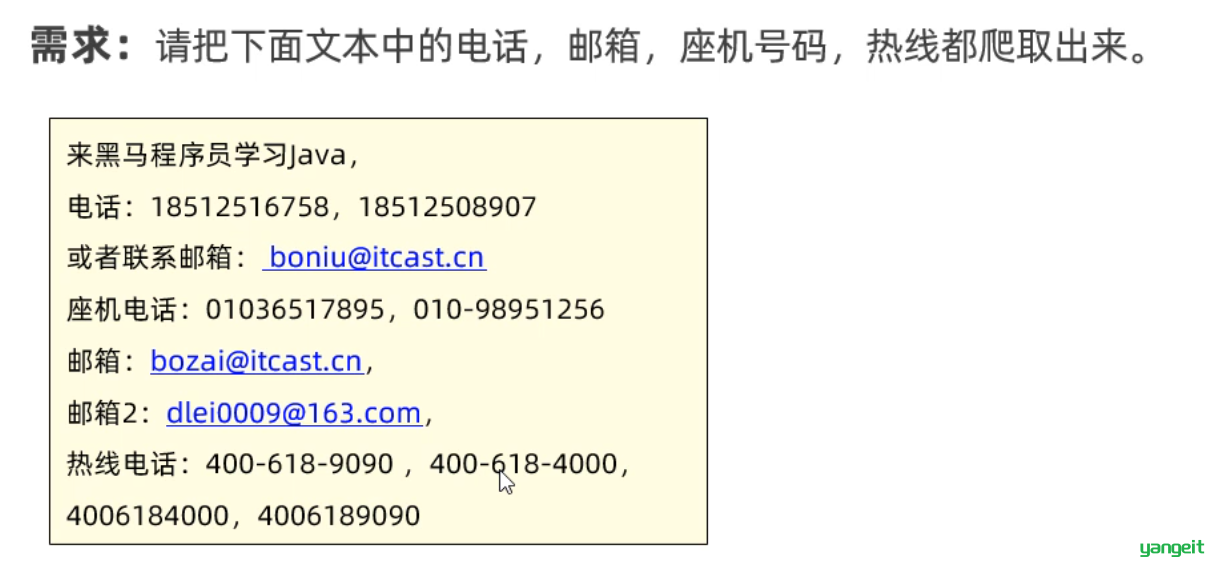 需求：请把下面文本中的电话，邮箱，座机号码，热线都爬取出来。
来黑马程序员学习Java，
电话：18512516758，18512508907
或者联系邮箱： boniu@itcast.cn
座机电话：01036517895，010-98951256
邮箱：bozai@itcast.cn，
邮箱2：dlei0009@163.com，
热线电话：400-618-9090 ，400-618-4000，
4006184000，4006189090
yangeit